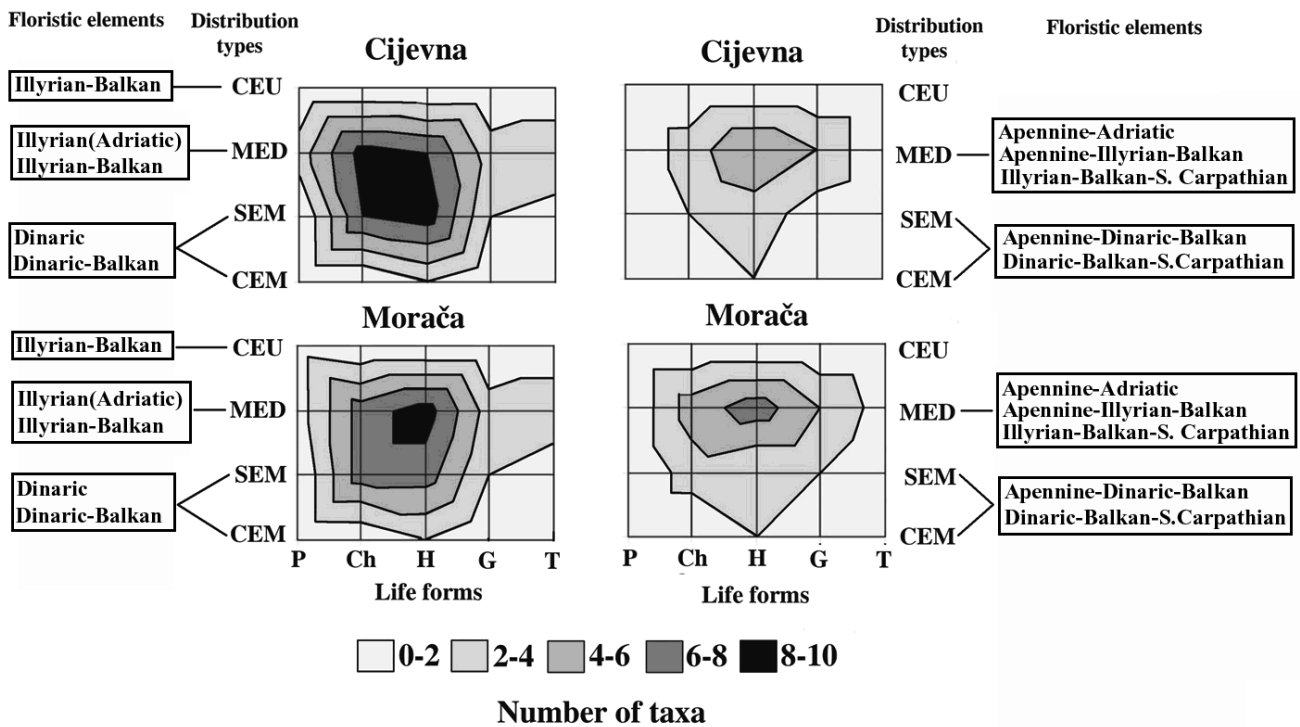 Floristic elements
Distribution types
Cijevna
Cijevna
Distribution types
Floristic elements
Illyrian-Balkan
CEU
CEU
Illyrian(Adriatic)
Illyrian-Balkan
MED
MED
Apennine-Adriatic
Apennine-Illyrian-Balkan
Illyrian-Balkan-S. Carpathian
Dinaric
Dinaric-Balkan
SEM
CEM
SEM
CEM
Apennine-Dinaric-Balkan
Dinaric-Balkan-S.Carpathian
Morača
Morača
Illyrian-Balkan
CEU
CEU
Illyrian(Adriatic)
Illyrian-Balkan
MED
MED
Apennine-Adriatic
Apennine-Illyrian-Balkan
Illyrian-Balkan-S. Carpathian
Dinaric
Dinaric-Balkan
SEM
CEM
SEM
CEM
Apennine-Dinaric-Balkan
Dinaric-Balkan-S.Carpathian
P Ch H G T
P Ch H G T
Life forms
Life forms
0-2 2-4 4-6 6-8 8-10
Number of taxa